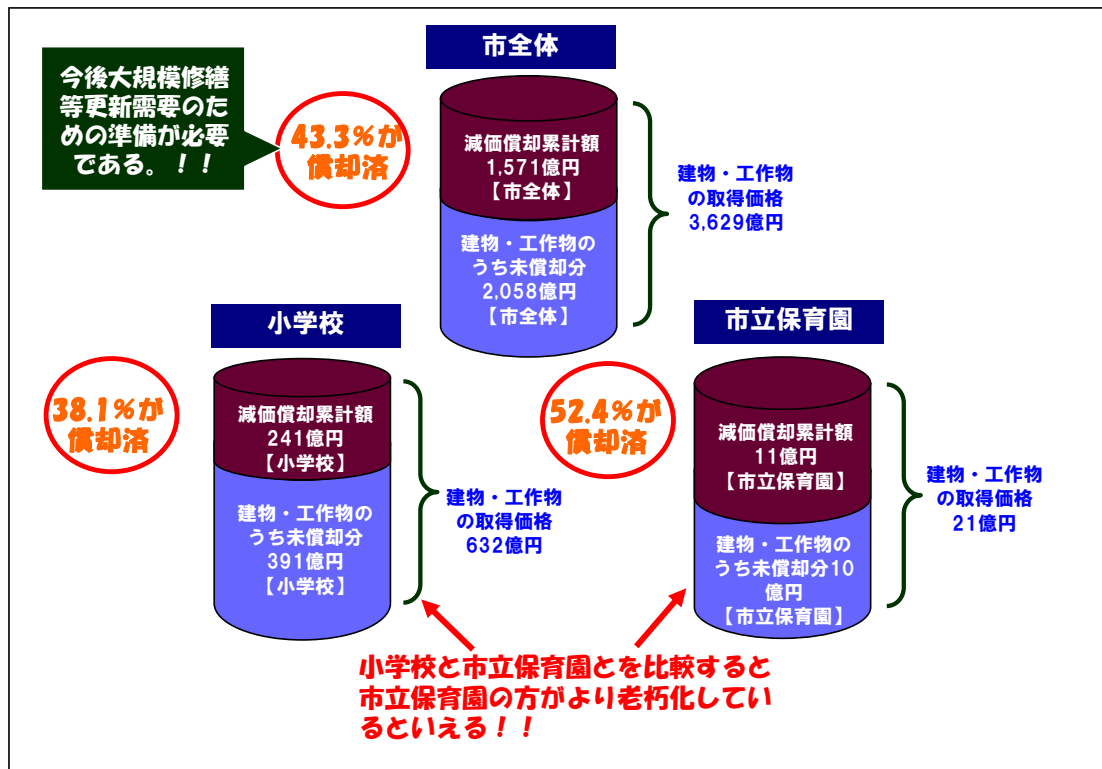 市全体
今後大規模修繕
等更新需要のた
めの準備が必要
である。！！
43.3％が
償却済
減価償却累計額
1,571億円
【市全体】
建物・工作物の
うち未償却分
2,058億円
【市全体】
建物・工作物
の取得価格
3,629億円
小学校
38.1％が
償却済
減価償却累計額
241億円
【小学校】
建物・工作物の
うち未償却分
391億円
【小学校】
建物・工作物
の取得価格
632億円
市立保育園
52.4％が
償却済
減価償却累計額
11億円
【市立保育園】
建物・工作物の
うち未償却分10
億円
【市立保育園】
建物・工作物
の取得価格
21億円
小学校と市立保育園とを比較すると
市立保育園の方がより老朽化してい
るといえる！！